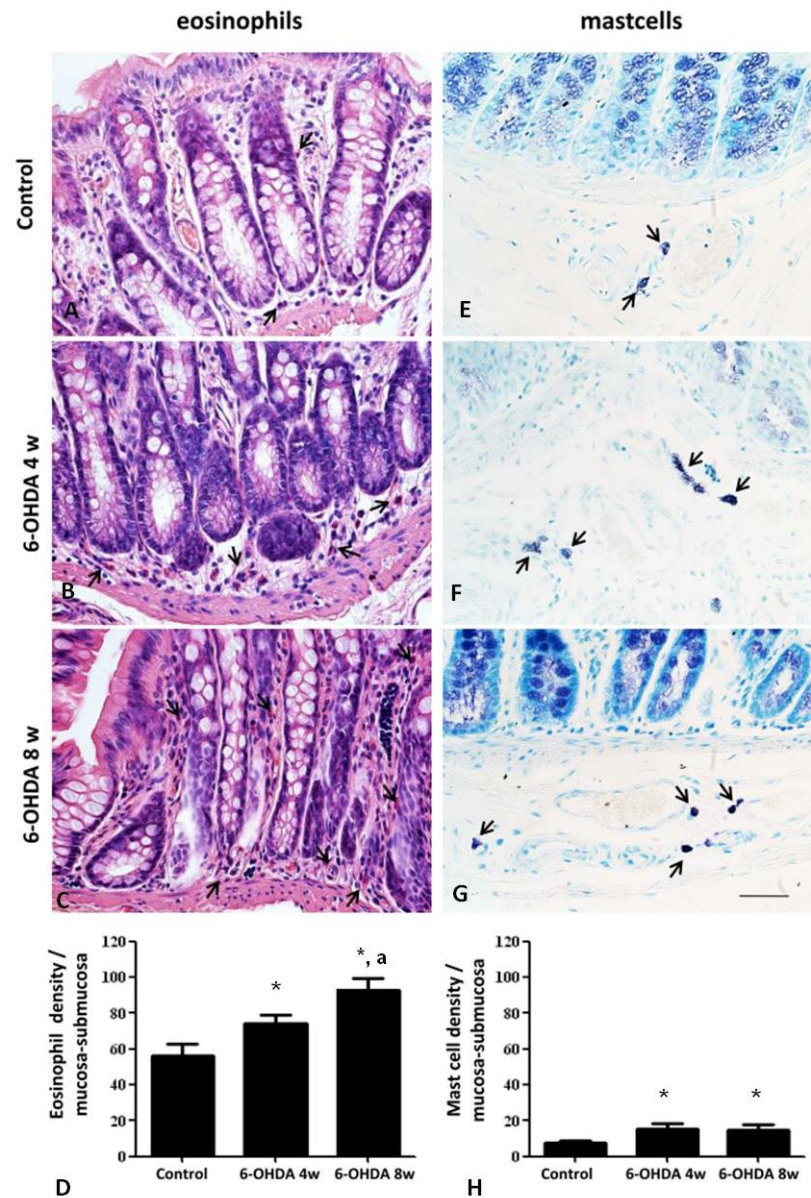 eosinophils
mastcells
Control
A
E
6-OHDA 4 w
B
F
6-OHDA 8 w
C
G
Eosinophil density /
mucosa-submucosa
120
100
80
60
40
20
0
*
*, a
Control
6-OHDA 4w
6-OHDA 8w
D
Mast cell density /
mucosa-submucosa
120
100
80
60
40
20
0
*
*
Control
6-OHDA 4w
6-OHDA 8w
H